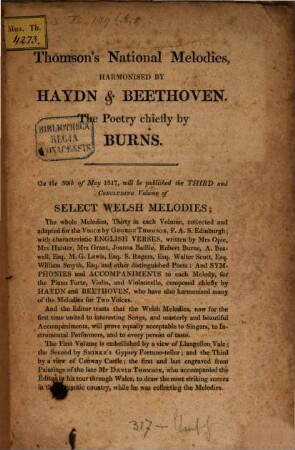 Mus. Th.
4273.
Thomson's National Melodies,
HARMONISED BY
HAYDN & BEETHOVEN.
The Poetry chiefly by
BURNS.
BIBLIOTHECA
REGIA
MONACENSIS
On the 30th of May 1817, will be published the THIRD and
CONCLUDING Volume of
SELECT WELSH MELODIES;
The whole Melodies, Thirty in each Volume, collected and
adapted for the VOICE by GEORGE THOMSON, F. A. S. Edinburgh;
with characteristic ENGLISH VERSES, written by Mrs Opie,
Mrs Hunter, Mrs Grant, Joanna Baillie, Robert Burns, A. Bos-
well, Esq. M. G. Lewis, Esq. S. Rogers, Esq. Walter Scott, Esq.
William Smyth, Esq. and other distinguished Poets: And SYM-
PHONIES and ACCOMPANIMENTS to each Melody, for the
Piano Forte, Violin, and Violoncello, composed chiefly by
HAYDN and BEETHOVEN, who have also harmonised many
of the Melodies for Two Voices.
And the Editor trusts that the Welsh Melodies, now for the
first time united to interesting Songs, and masterly and beautiful
Accompaniments, will prove equally acceptable to Singers, to In-
strumental Performers, and to every person of taste.
The First Volume is embellished by a view of Llangollen Vale;
the Second by SHIRKS's Gypsey Fortune-teller; and the Third
by a view of Conway Castle; the first and last engraved from
Paintings of the late Mr DAVID THOMSON, who accompanied the
Editor in his tour through Wales, to draw the most striking scenes
in that romantic country, while he was collecting the Melodies.
317